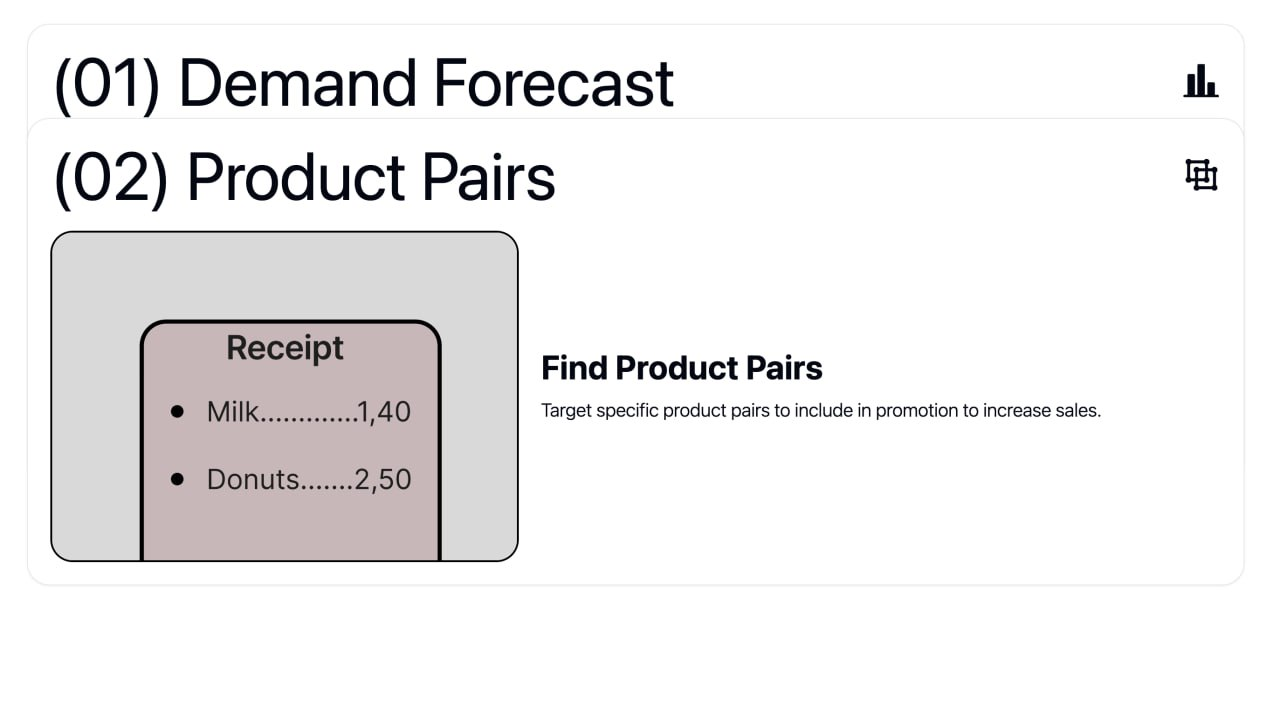 (01) Demand Forecast
(02) Product Pairs
Receipt
Milk.............1,40
Donuts.......2,50
Find Product Pairs
Target specific product pairs to include in promotion to increase sales.